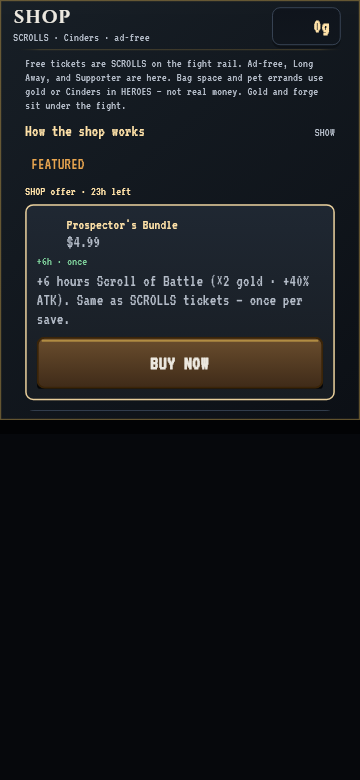 SHOP
0g
SCROLLS · Cinders · ad-free
Free tickets are SCROLLS on the fight rail. Ad-free, Long
Away, and Supporter are here. Bag space and pet errands use
gold or Cinders in HEROES — not real money. Gold and forge
sit under the fight.
How the shop works
SHOW
FEATURED
SHOP offer · 23h left
Prospector's Bundle
$4.99
+6h · once
+6 hours Scroll of Battle (×2 gold · +40%
ATK). Same as SCROLLS tickets — once per
save.
BUY NOW